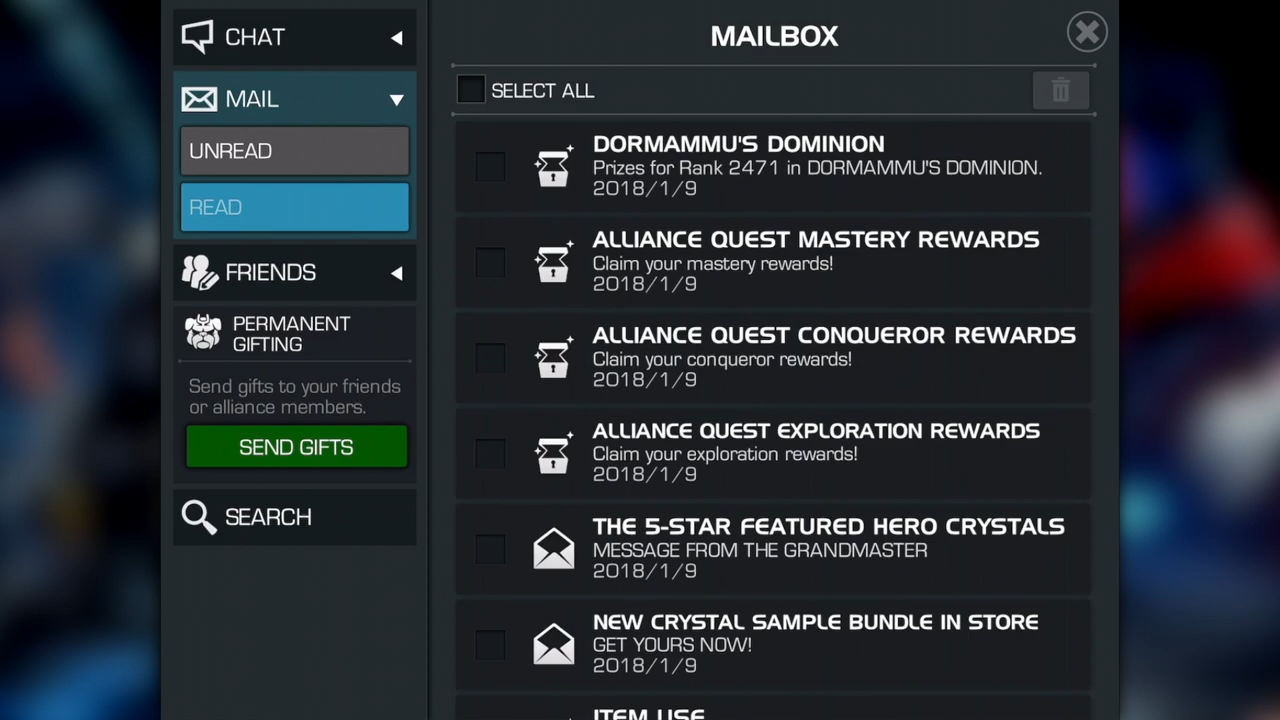 CHAT
MAIL
UNREAD
READ
FRIENDS
PERMANENT
GIFTING
Send gifts to your friends
or alliance members.
SEND GIFTS
SEARCH
MAILBOX
SELECT ALL
DORMAMMU'S DOMINION
Prizes for Rank 2471 in DORMAMMU'S DOMINION.
2018/1/9
ALLIANCE QUEST MASTERY REWARDS
Claim your mastery rewards!
2018/1/9
ALLIANCE QUEST CONQUEROR REWARDS
Claim your conqueror rewards!
2018/1/9
ALLIANCE QUEST EXPLORATION REWARDS
Claim your exploration rewards!
2018/1/9
THE 5-STAR FEATURED HERO CRYSTALS
MESSAGE FROM THE GRANDMASTER
2018/1/9
NEW CRYSTAL SAMPLE BUNDLE IN STORE
GET YOURS NOW!
2018/1/9
ITEM USE